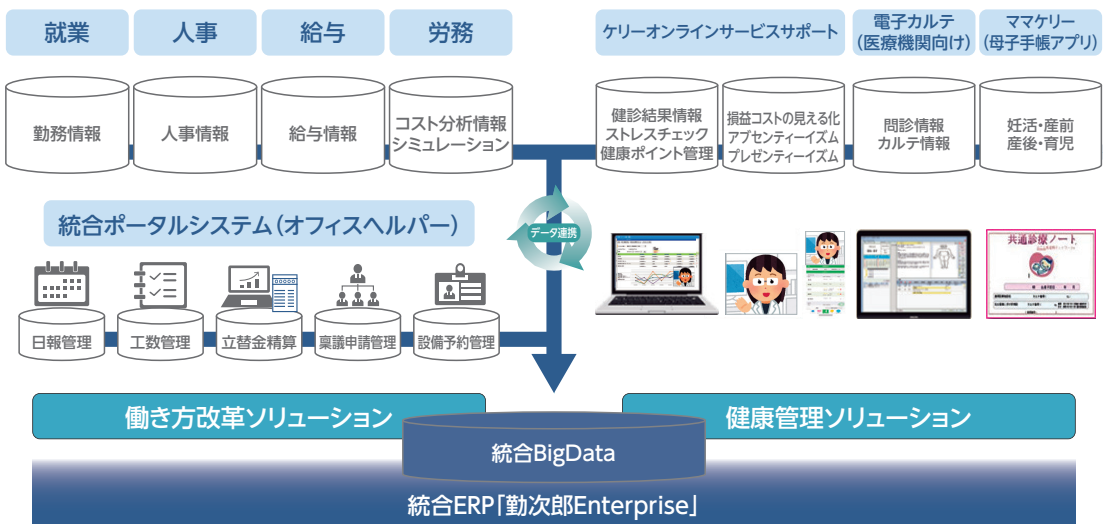 就業
人事
給与
労務
ケリーオンラインサービスサポート
電子カルテ
（医療機関向け）
ママケリー
（母子手帳アプリ）
勤務情報
人事情報
給与情報
コスト分析情報
シミュレーション
健診結果情報
ストレスチェック
健康ポイント管理
損益コストの見える化
アブセンティーイズム
プレゼンティーイズム
問診情報
カルテ情報
妊活・産前
産後・育児
統合ポータルシステム（オフィスヘルパー）
データ連携
共通診療ノート
日報管理
工数管理
立替金精算
稟議申請管理
設備予約管理
働き方改革ソリューション
健康管理ソリューション
統合BigData
統合ERP「勤次郎Enterprise」